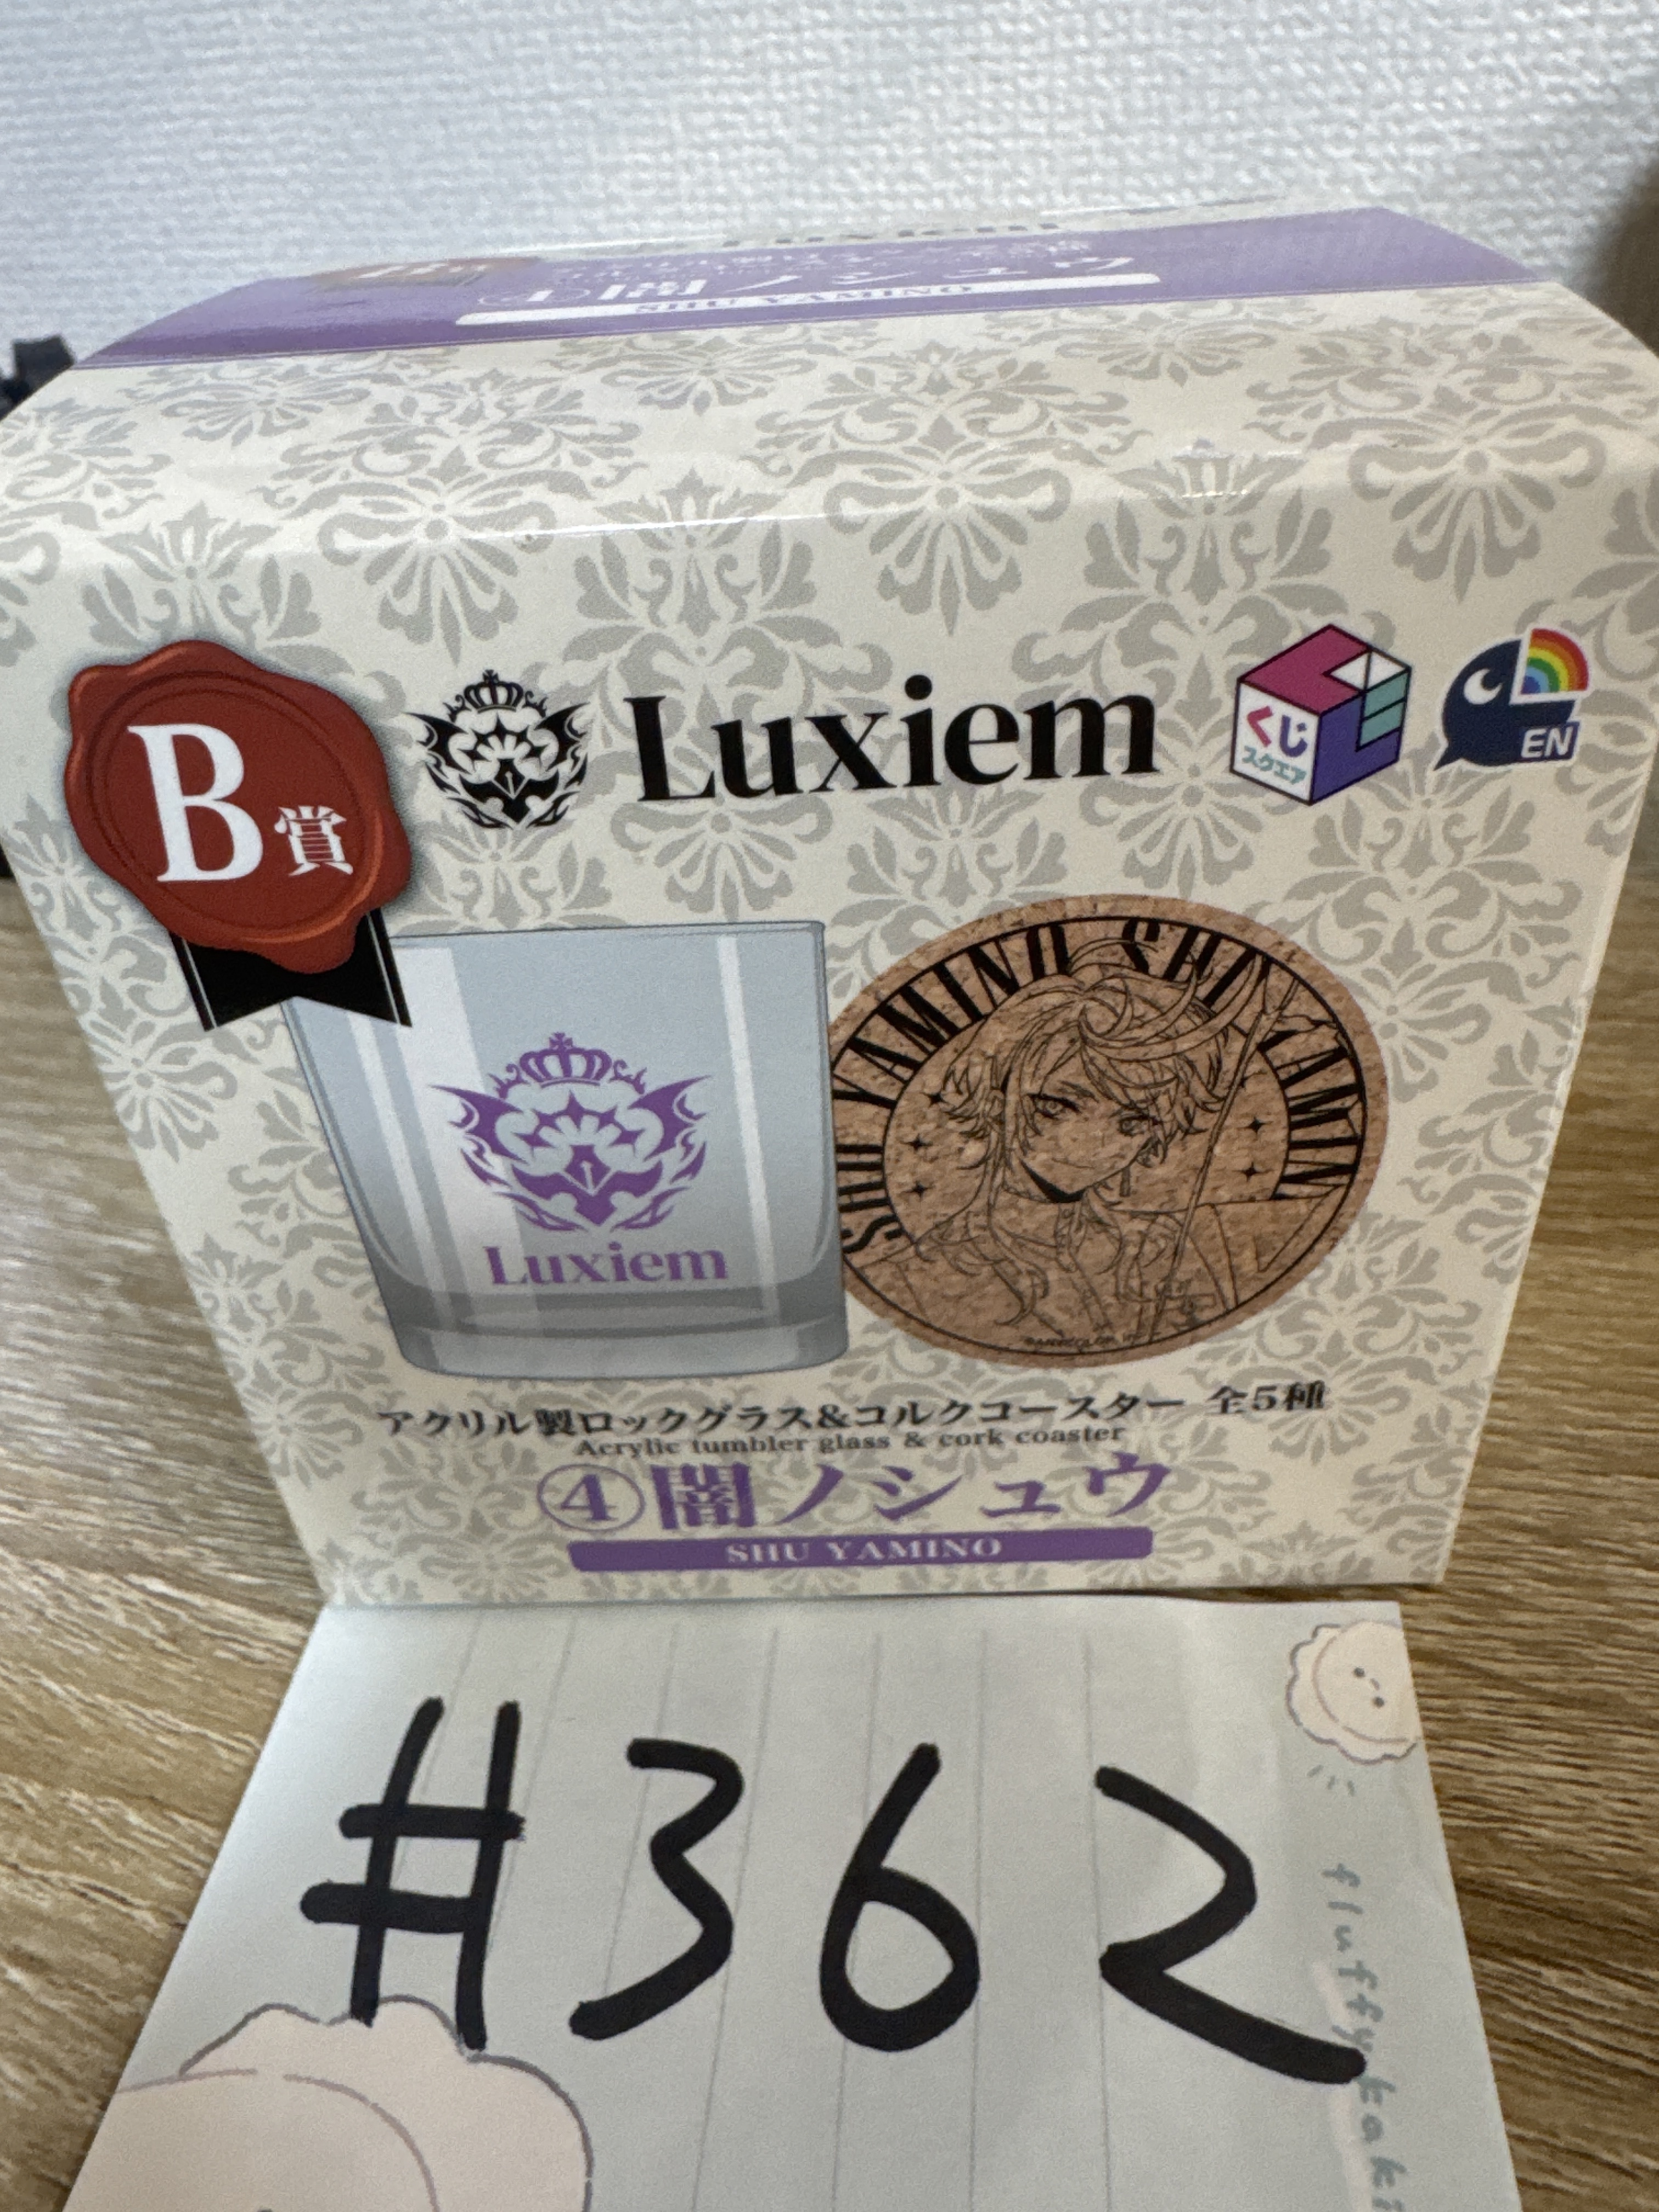 ④闇ノシュウ
SHU YAMINO
B賞
Luxiem
くじ
スクエア
EN
SHU YAMINO SHU YAMINO
Luxiem
アクリル製ロックグラス&コルクコースター 全5種
Acrylic tumbler glass & cork coaster
④闇ノシュウ
SHU YAMINO
#362